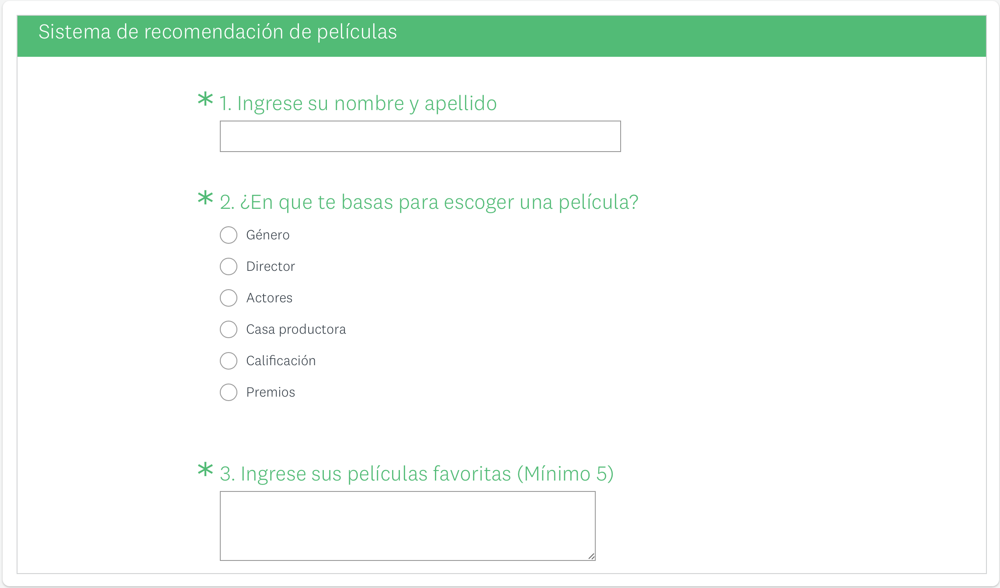 Sistema de recomendación de películas
* 1. Ingrese su nombre y apellido
* 2. ¿En que te basas para escoger una película?
Género
Director
Actores
Casa productora
Calificación
Premios
* 3. Ingrese sus películas favoritas (Mínimo 5)